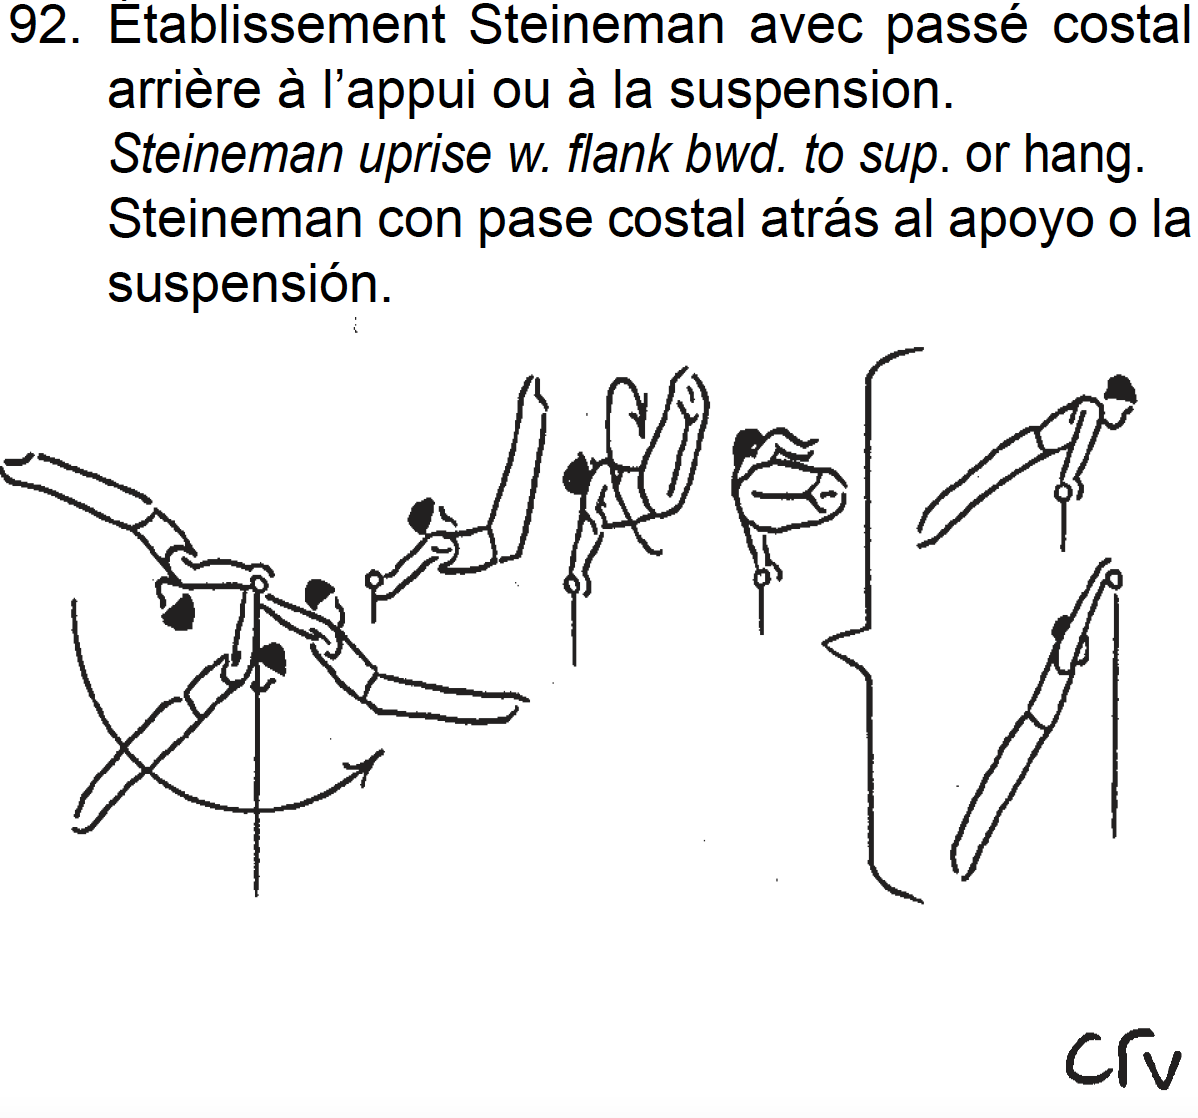 92. Établissement Steineman avec passé costal
arrière à l’appui ou à la suspension.
Steineman uprise w. flank bwd. to sup. or hang.
Steineman con pase costal atrás al apoyo o la
suspensión.
crv